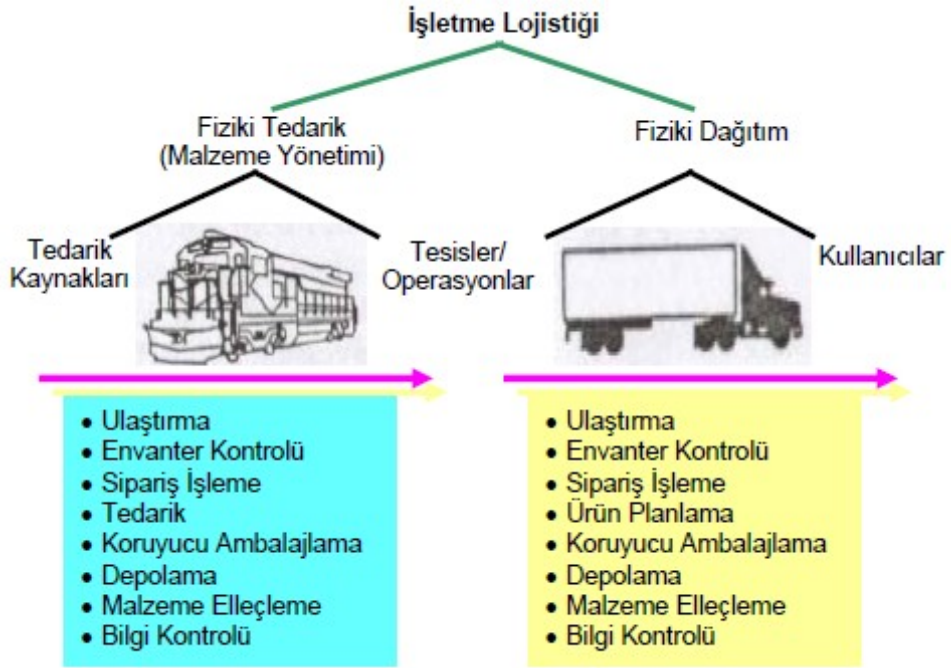 İşletme Lojistiği
Fiziki Tedarik
(Malzeme Yönetimi)
Fiziki Dağıtım
Tedarik
Kaynakları
Tesisler/
Operasyonlar
Kullanıcılar
• Ulaştırma
• Envanter Kontrolü
• Sipariş İşleme
• Tedarik
• Koruyucu Ambalajlama
• Depolama
• Malzeme Elleçleme
• Bilgi Kontrolü
• Ulaştırma
• Envanter Kontrolü
• Sipariş İşleme
• Ürün Planlama
• Koruyucu Ambalajlama
• Depolama
• Malzeme Elleçleme
• Bilgi Kontrolü